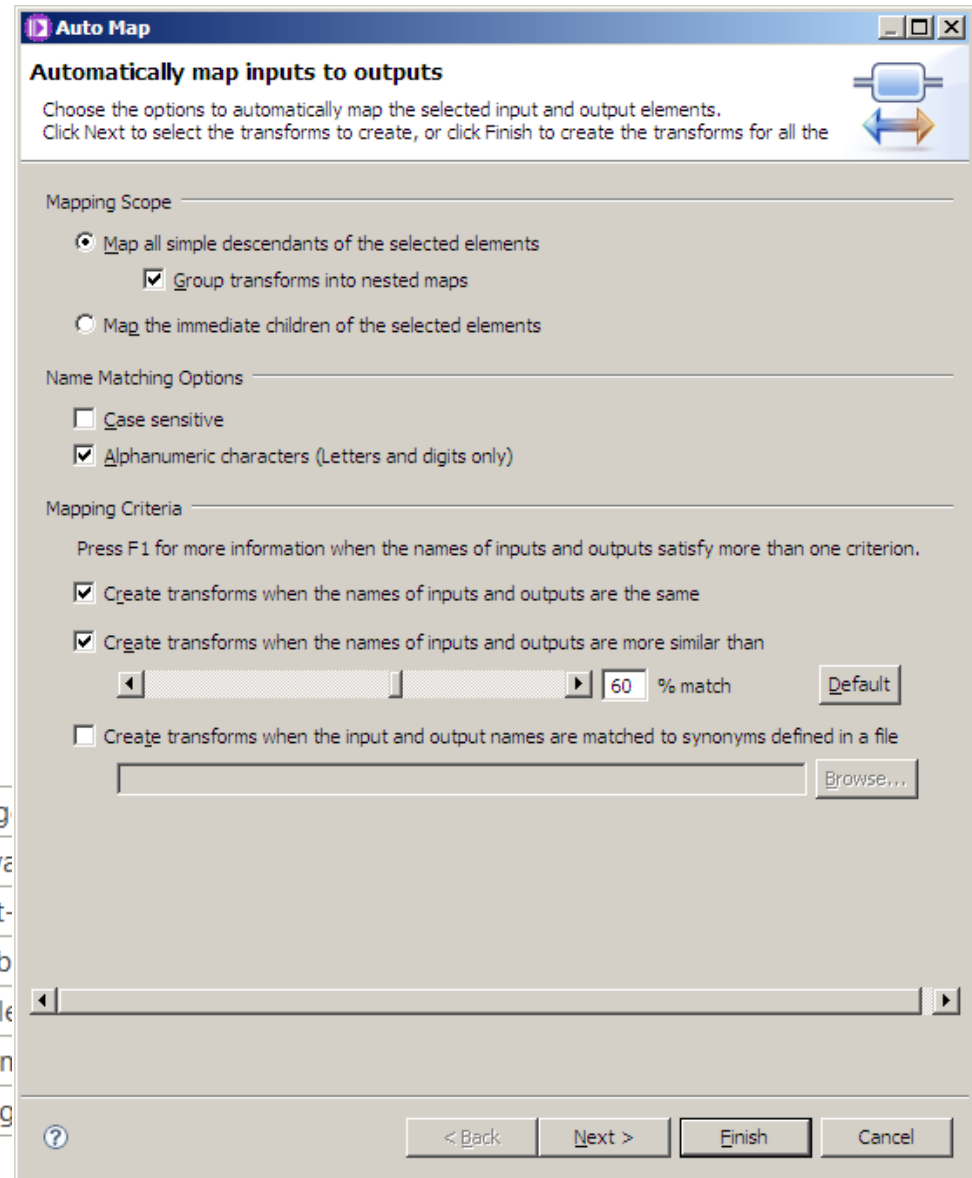 Auto Map
Automatically map inputs to outputs
Choose the options to automatically map the selected input and output elements.
Click Next to select the transforms to create, or click Finish to create the transforms for all the
Mapping Scope
Map all simple descendants of the selected elements
Group transforms into nested maps
Map the immediate children of the selected elements
Name Matching Options
Case sensitive
Alphanumeric characters (Letters and digits only)
Mapping Criteria
Press F1 for more information when the names of inputs and outputs satisfy more than one criterion.
Create transforms when the names of inputs and outputs are the same
Create transforms when the names of inputs and outputs are more similar than
60 % match Default
Create transforms when the input and output names are matched to synonyms defined in a file
Browse...
< Back Next > Finish Cancel